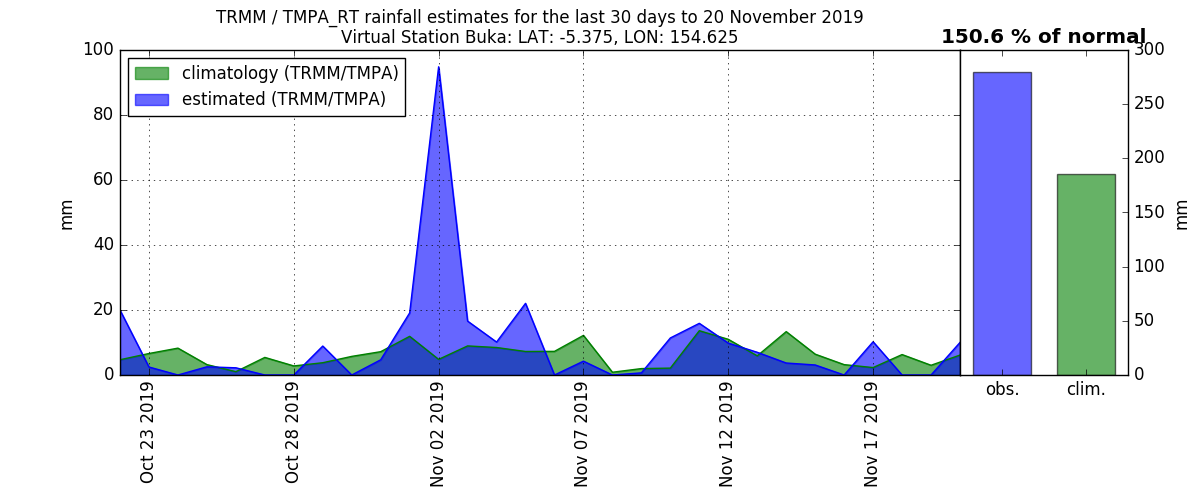 TRMM / TMPA_RT rainfall estimates for the last 30 days to 20 November 2019
Virtual Station Buka: LAT: -5.375, LON: 154.625
150.6 % of normal
climatology (TRMM/TMPA)
estimated (TRMM/TMPA)
mm
100
80
60
40
20
0
Oct 23 2019
Oct 28 2019
Nov 02 2019
Nov 07 2019
Nov 12 2019
Nov 17 2019
obs.
clim.
300
250
200
150
100
50
0
mm